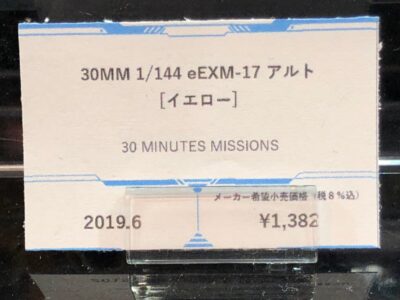 30MM 1/144 eEXM-17 アルト
[イエロー]
30 MINUTES MISSIONS
メーカー希望小売価格（税8％込）
2019.6 ¥1,382